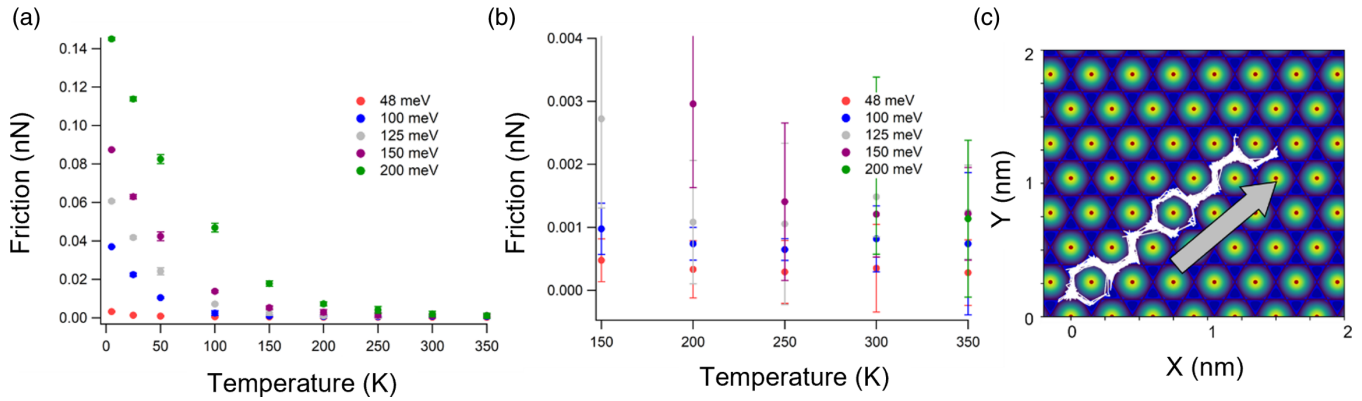 (a)
Friction (nN)
0.14
0.12
0.10
0.08
0.06
0.04
0.02
0.00
48 meV
100 meV
125 meV
150 meV
200 meV
0 50 100 150 200 250 300 350
Temperature (K)
(b)
Friction (nN)
0.004
0.003
0.002
0.001
0.000
48 meV
100 meV
125 meV
150 meV
200 meV
150 200 250 300 350
Temperature (K)
(c)
Y (nm)
2
1
0
0 1 2
X (nm)